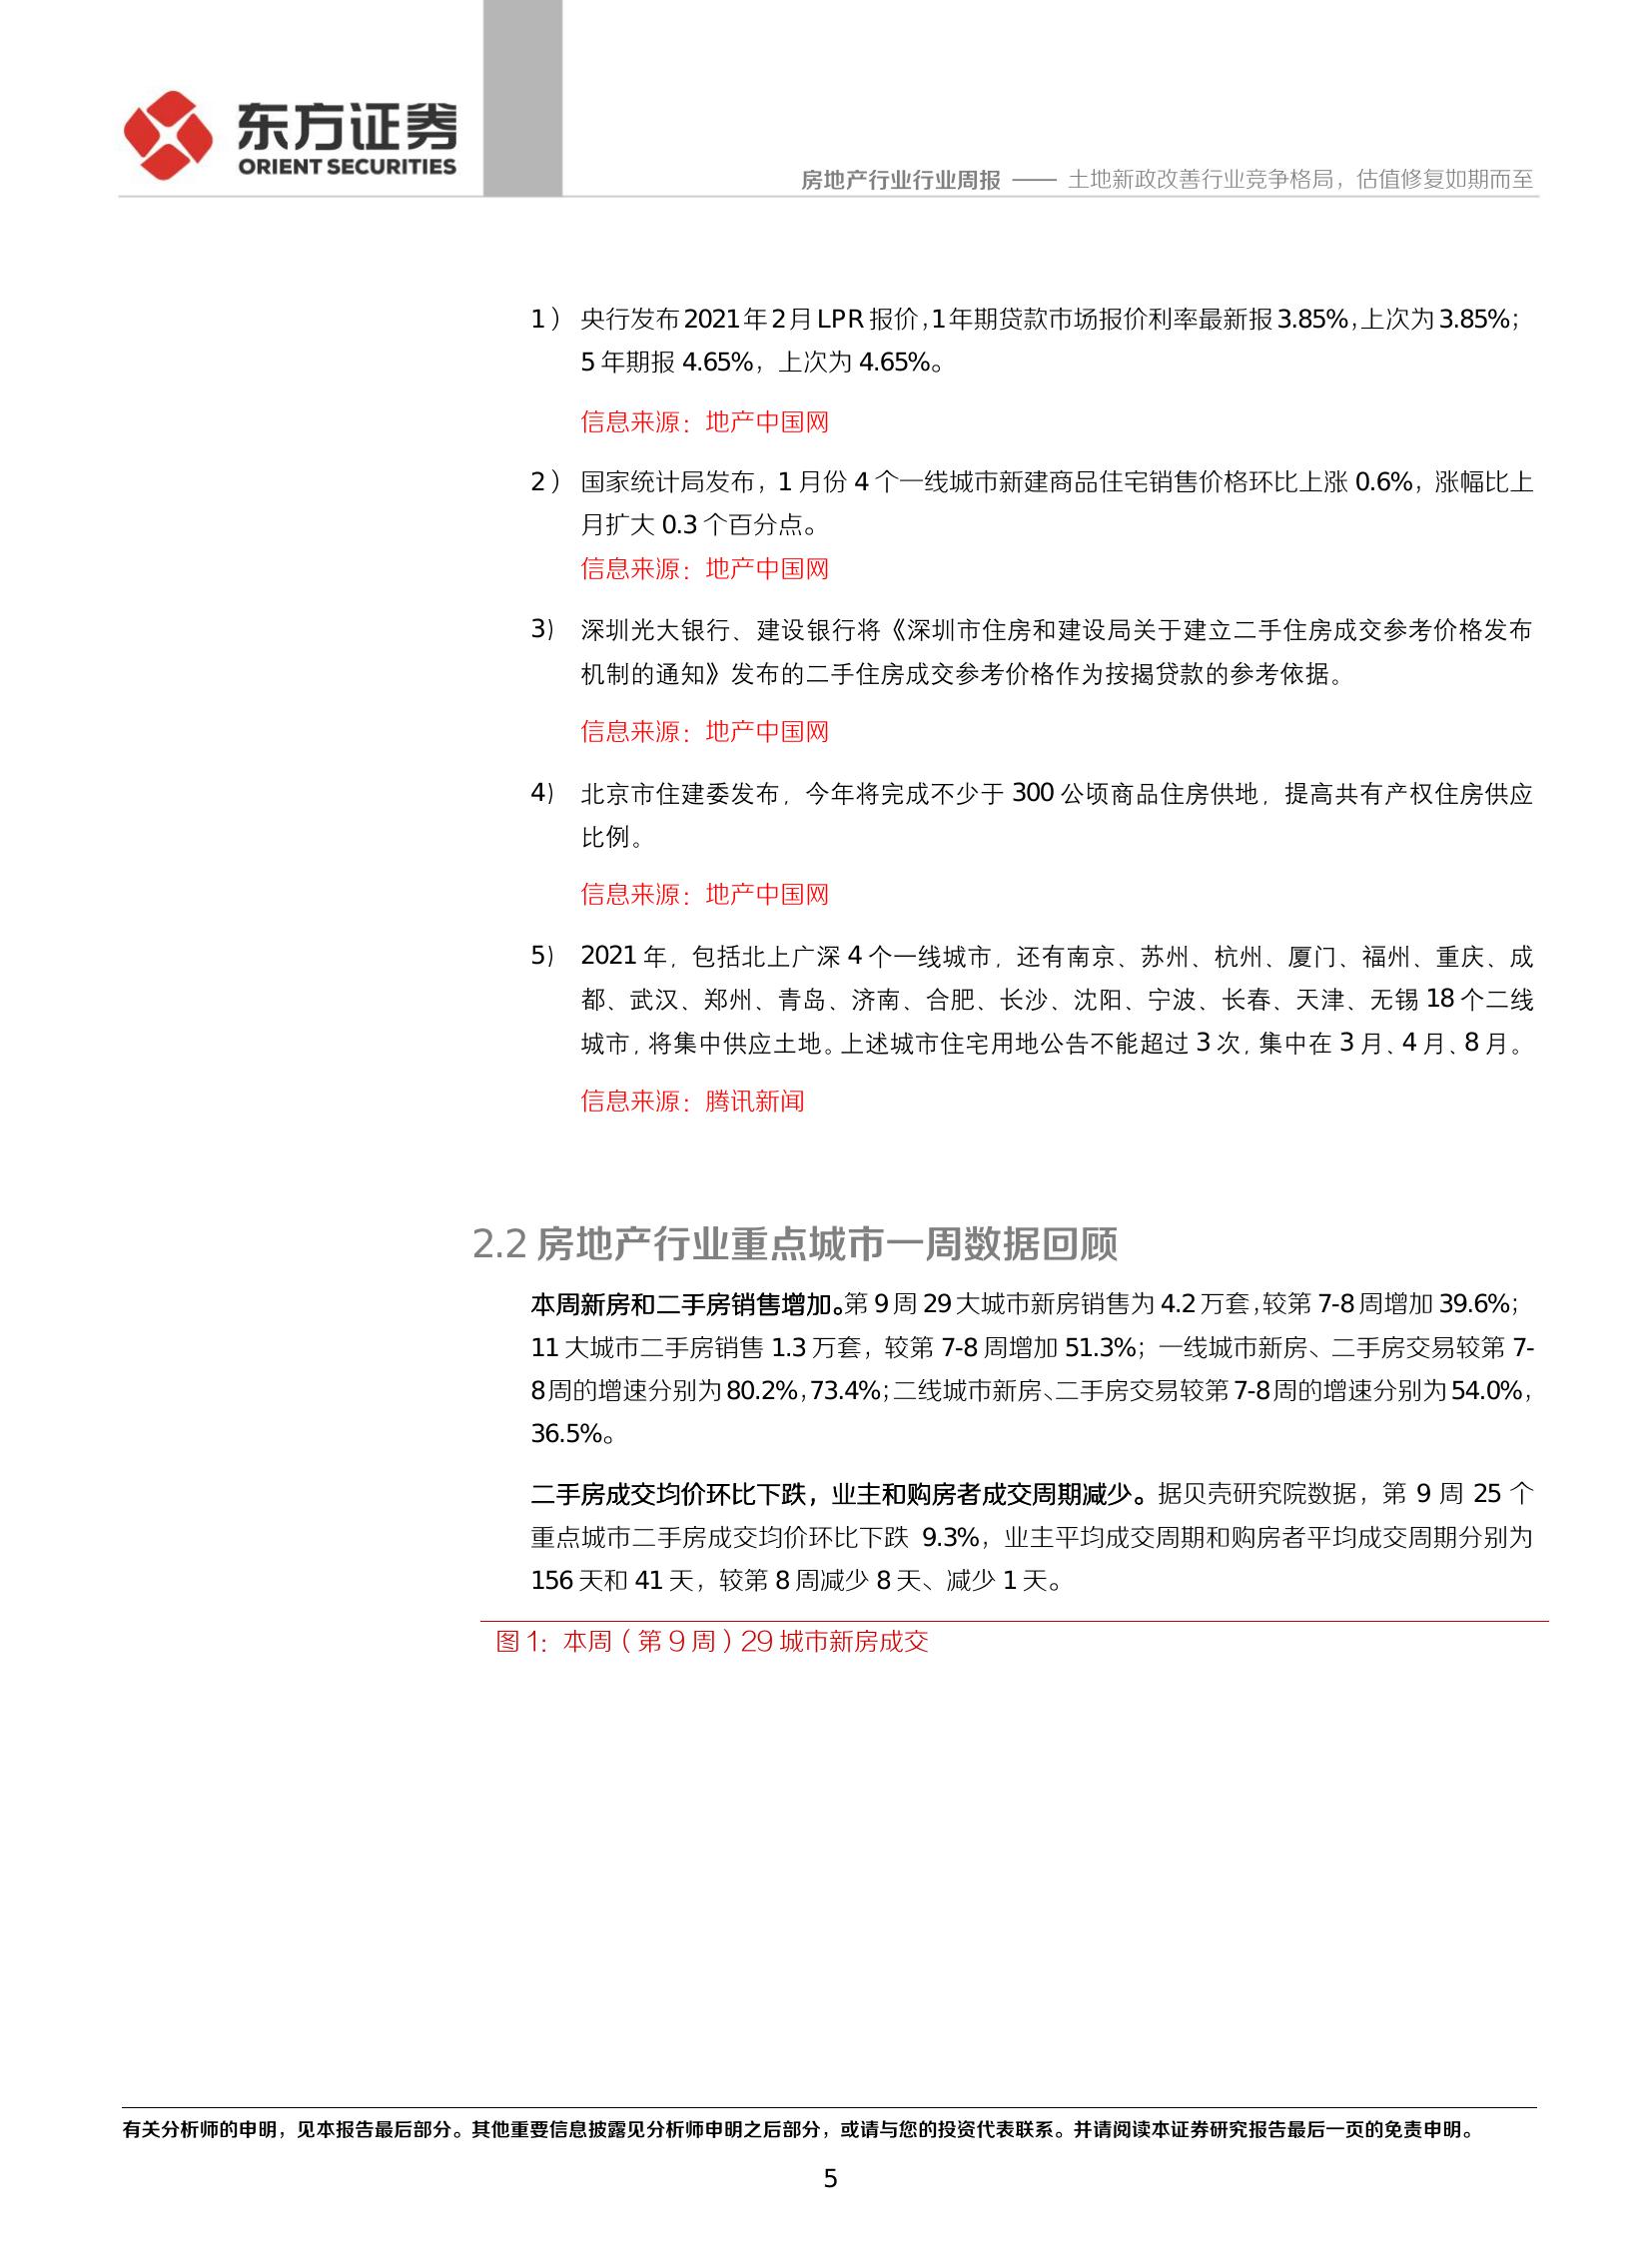 东方证券
ORIENT SECURITIES
房地产行业行业周报 —— 土地新政改善行业竞争格局，估值修复如期而至
1） 央行发布2021年2月LPR报价，1年期贷款市场报价利率最新报3.85%，上次为3.85%；
5年期报 4.65%，上次为 4.65%。
信息来源：地产中国网
2） 国家统计局发布，1月份 4个一线城市新建商品住宅销售价格环比上涨 0.6%，涨幅比上
月扩大 0.3个百分点。
信息来源：地产中国网
3） 深圳光大银行、建设银行将《深圳市住房和建设局关于建立二手住房成交参考价格发布
机制的通知》发布的二手住房成交参考价格作为按揭贷款的参考依据。
信息来源：地产中国网
4） 北京市住建委发布，今年将完成不少于 300 公顷商品住房供地，提高共有产权住房供应
比例。
信息来源：地产中国网
5） 2021 年，包括北上广深 4 个一线城市，还有南京、苏州、杭州、厦门、福州、重庆、成
都、武汉、郑州、青岛、济南、合肥、长沙、沈阳、宁波、长春、天津、无锡 18 个二线
城市，将集中供应土地。上述城市住宅用地公告不能超过 3 次，集中在 3 月、4 月、8 月。
信息来源：腾讯新闻
2.2 房地产行业重点城市一周数据回顾
本周新房和二手房销售增加。第9周29大城市新房销售为4.2万套，较第7-8周增加39.6%；
11大城市二手房销售 1.3万套，较第 7-8 周增加 51.3%；一线城市新房、二手房交易较第 7-
8周的增速分别为80.2%，73.4%；二线城市新房、二手房交易较第7-8周的增速分别为54.0%，
36.5%。
二手房成交均价环比下跌，业主和购房者成交周期减少。据贝壳研究院数据，第 9 周 25 个
重点城市二手房成交均价环比下跌 9.3%，业主平均成交周期和购房者平均成交周期分别为
156天和 41天，较第8周减少8天、减少1天。
图 1：本周（第 9 周）29 城市新房成交
有关分析师的申明，见本报告最后部分。其他重要信息披露见分析师申明之后部分，或请与您的投资代表联系。并请阅读本证券研究报告最后一页的免责申明。
5